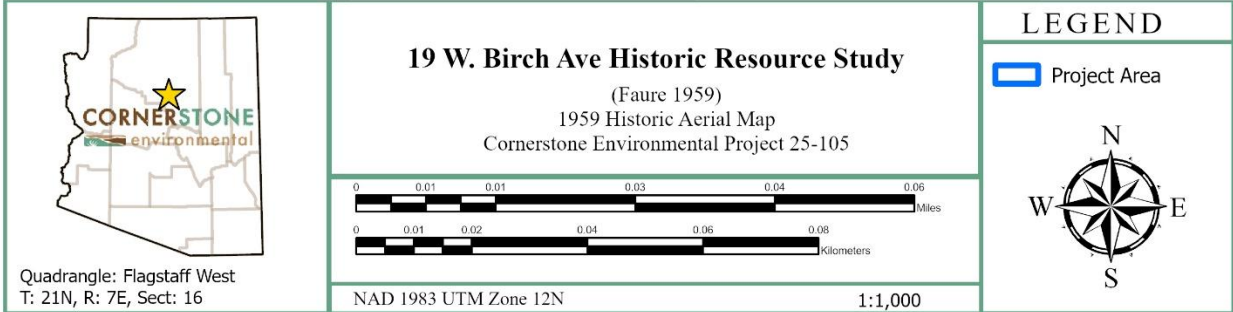 CORNERSTONE
environmental
Quadrangle: Flagstaff West
T: 21N, R: 7E, Sect: 16
19 W. Birch Ave Historic Resource Study
(Faure 1959)
1959 Historic Aerial Map
Cornerstone Environmental Project 25-105
0 0.01 0.01 0.03 0.04 0.06
Miles
0 0.01 0.02 0.04 0.06 0.08
Kilometers
NAD 1983 UTM Zone 12N 1:1,000
LEGEND
Project Area
N
W E
S